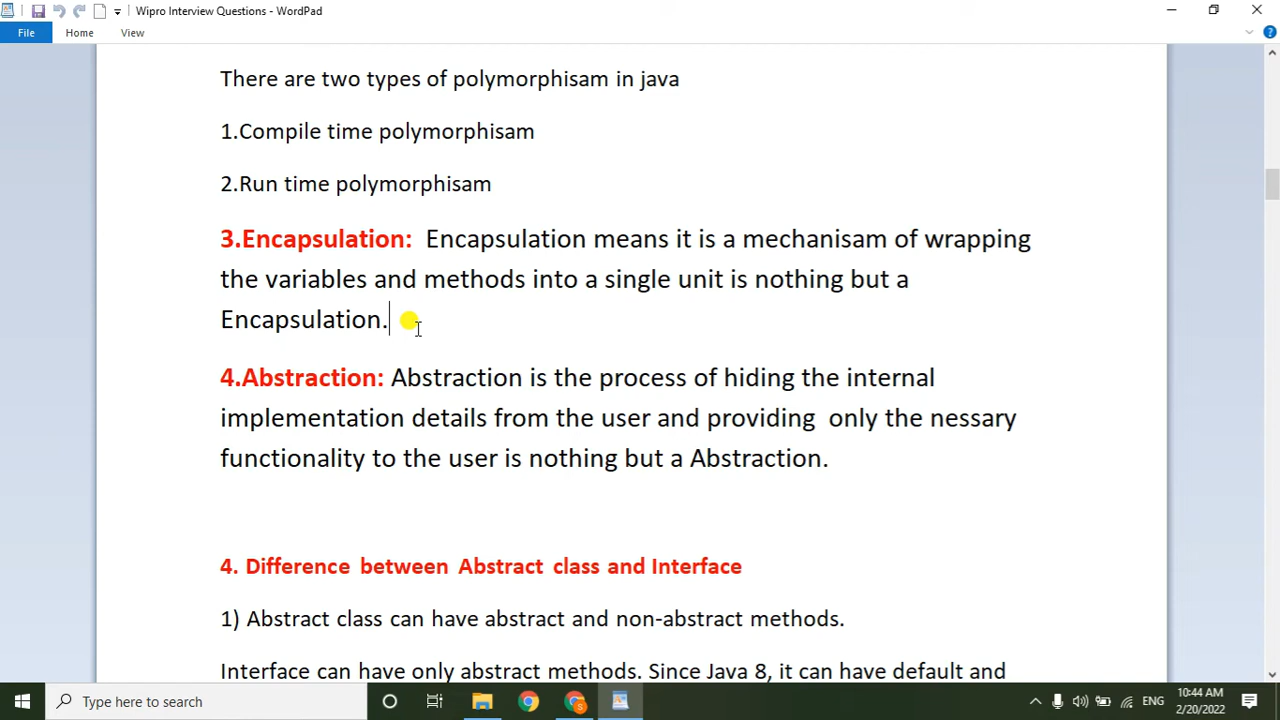 Wipro Interview Questions - WordPad
File Home View
There are two types of polymorphisam in java
1.Compile time polymorphisam
2.Run time polymorphisam
3.Encapsulation: Encapsulation means it is a mechanisam of wrapping
the variables and methods into a single unit is nothing but a
Encapsulation.
4.Abstraction: Abstraction is the process of hiding the internal
implementation details from the user and providing only the nessary
functionality to the user is nothing but a Abstraction.
4. Difference between Abstract class and Interface
1) Abstract class can have abstract and non-abstract methods.
Interface can have only abstract methods. Since Java 8, it can have default and
Type here to search
ENG
10:44 AM
2/20/2022